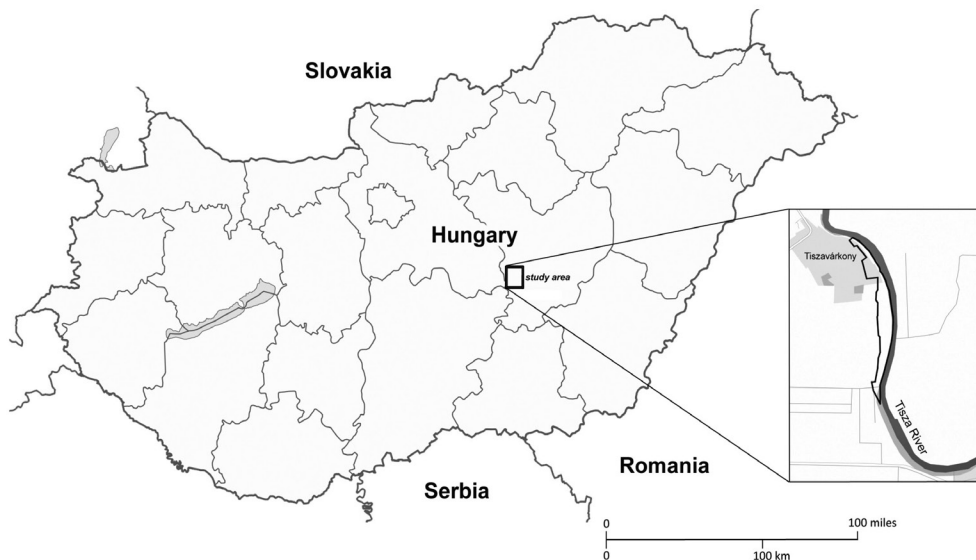 Slovakia
Hungary
study area
Tiszavárkony
Tisza River
Romania
Serbia
0 100 miles
0 100 km